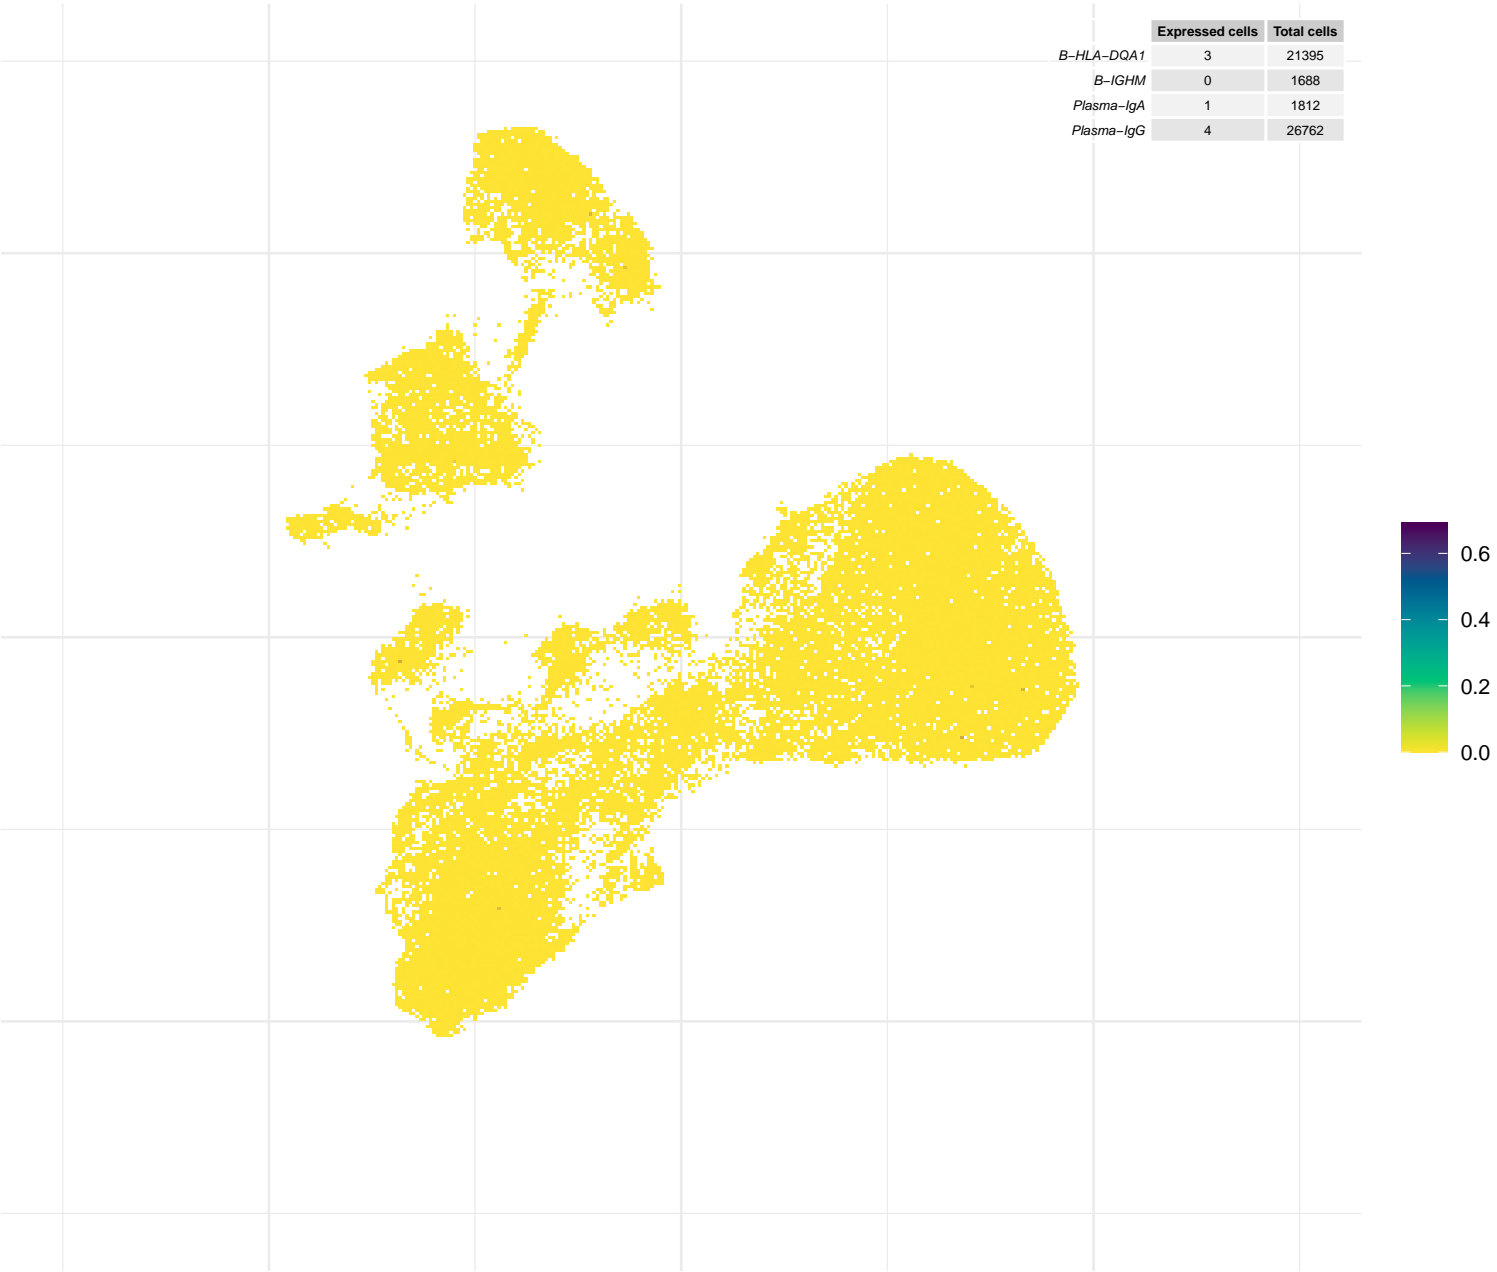 Expressed cells Total cells
B−HLA−DQA1 3 21395
B−IGHM 0 1688
Plasma−IgA 1 1812
Plasma−IgG 4 26762
0.6
0.4
0.2
0.0